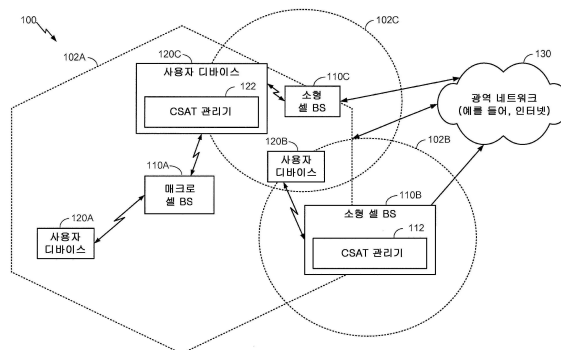 100
102A
102C
120C
사용자 디바이스
122
CSAT 관리기
110C
소형
셀 BS
130
광역 네트워크
(예를 들어, 인터넷)
120B
사용자
디바이스
102B
110A
매크로
셀 BS
120A
사용자
디바이스
110B
소형 셀 BS
112
CSAT 관리기